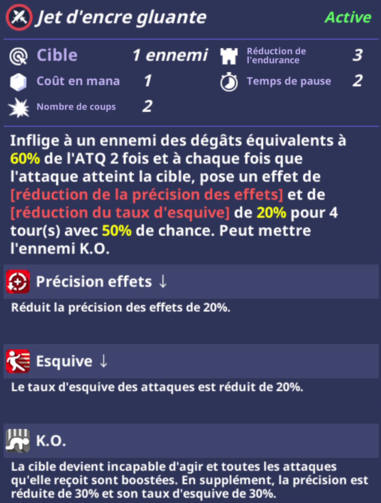 Jet d'encre gluante Active
Cible 1 ennemi Réduction de l'endurance 3
Coût en mana 1 Temps de pause 2
Nombre de coups 2
Inflige à un ennemi des dégâts équivalents à
60% de l'ATQ 2 fois et à chaque fois que
l'attaque atteint la cible, pose un effet de
[réduction de la précision des effets] et de
[réduction du taux d'esquive] de 20% pour 4
tour(s) avec 50% de chance. Peut mettre
l'ennemi K.O.
Précision effets ↓
Réduit la précision des effets de 20%.
Esquive ↓
Le taux d'esquive des attaques est réduit de 20%.
K.O.
La cible devient incapable d'agir et toutes les attaques
qu'elle reçoit sont boostées. En supplément, la précision est
réduite de 30% et son taux d'esquive de 30%.